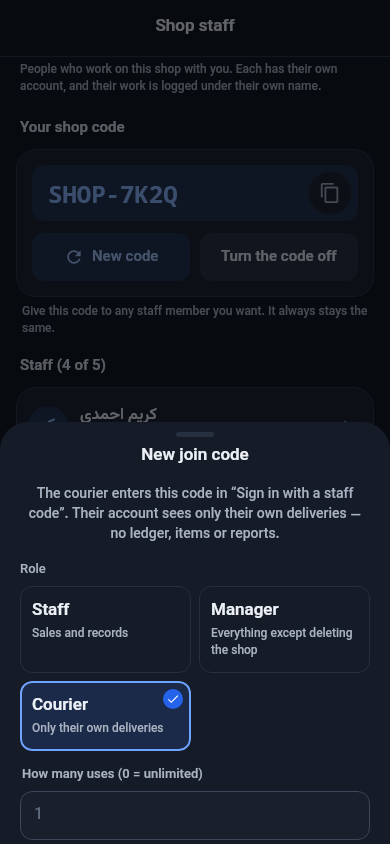 Shop staff
People who work on this shop with you. Each has their own
account, and their work is logged under their own name.
Your shop code
SHOP-7K2Q
New code
Turn the code off
Give this code to any staff member you want. It always stays the
same.
Staff (4 of 5)
کریم احمدی
New join code
The courier enters this code in “Sign in with a staff
code”. Their account sees only their own deliveries —
no ledger, items or reports.
Role
Staff
Sales and records
Manager
Everything except deleting
the shop
Courier
Only their own deliveries
How many uses (0 = unlimited)
1